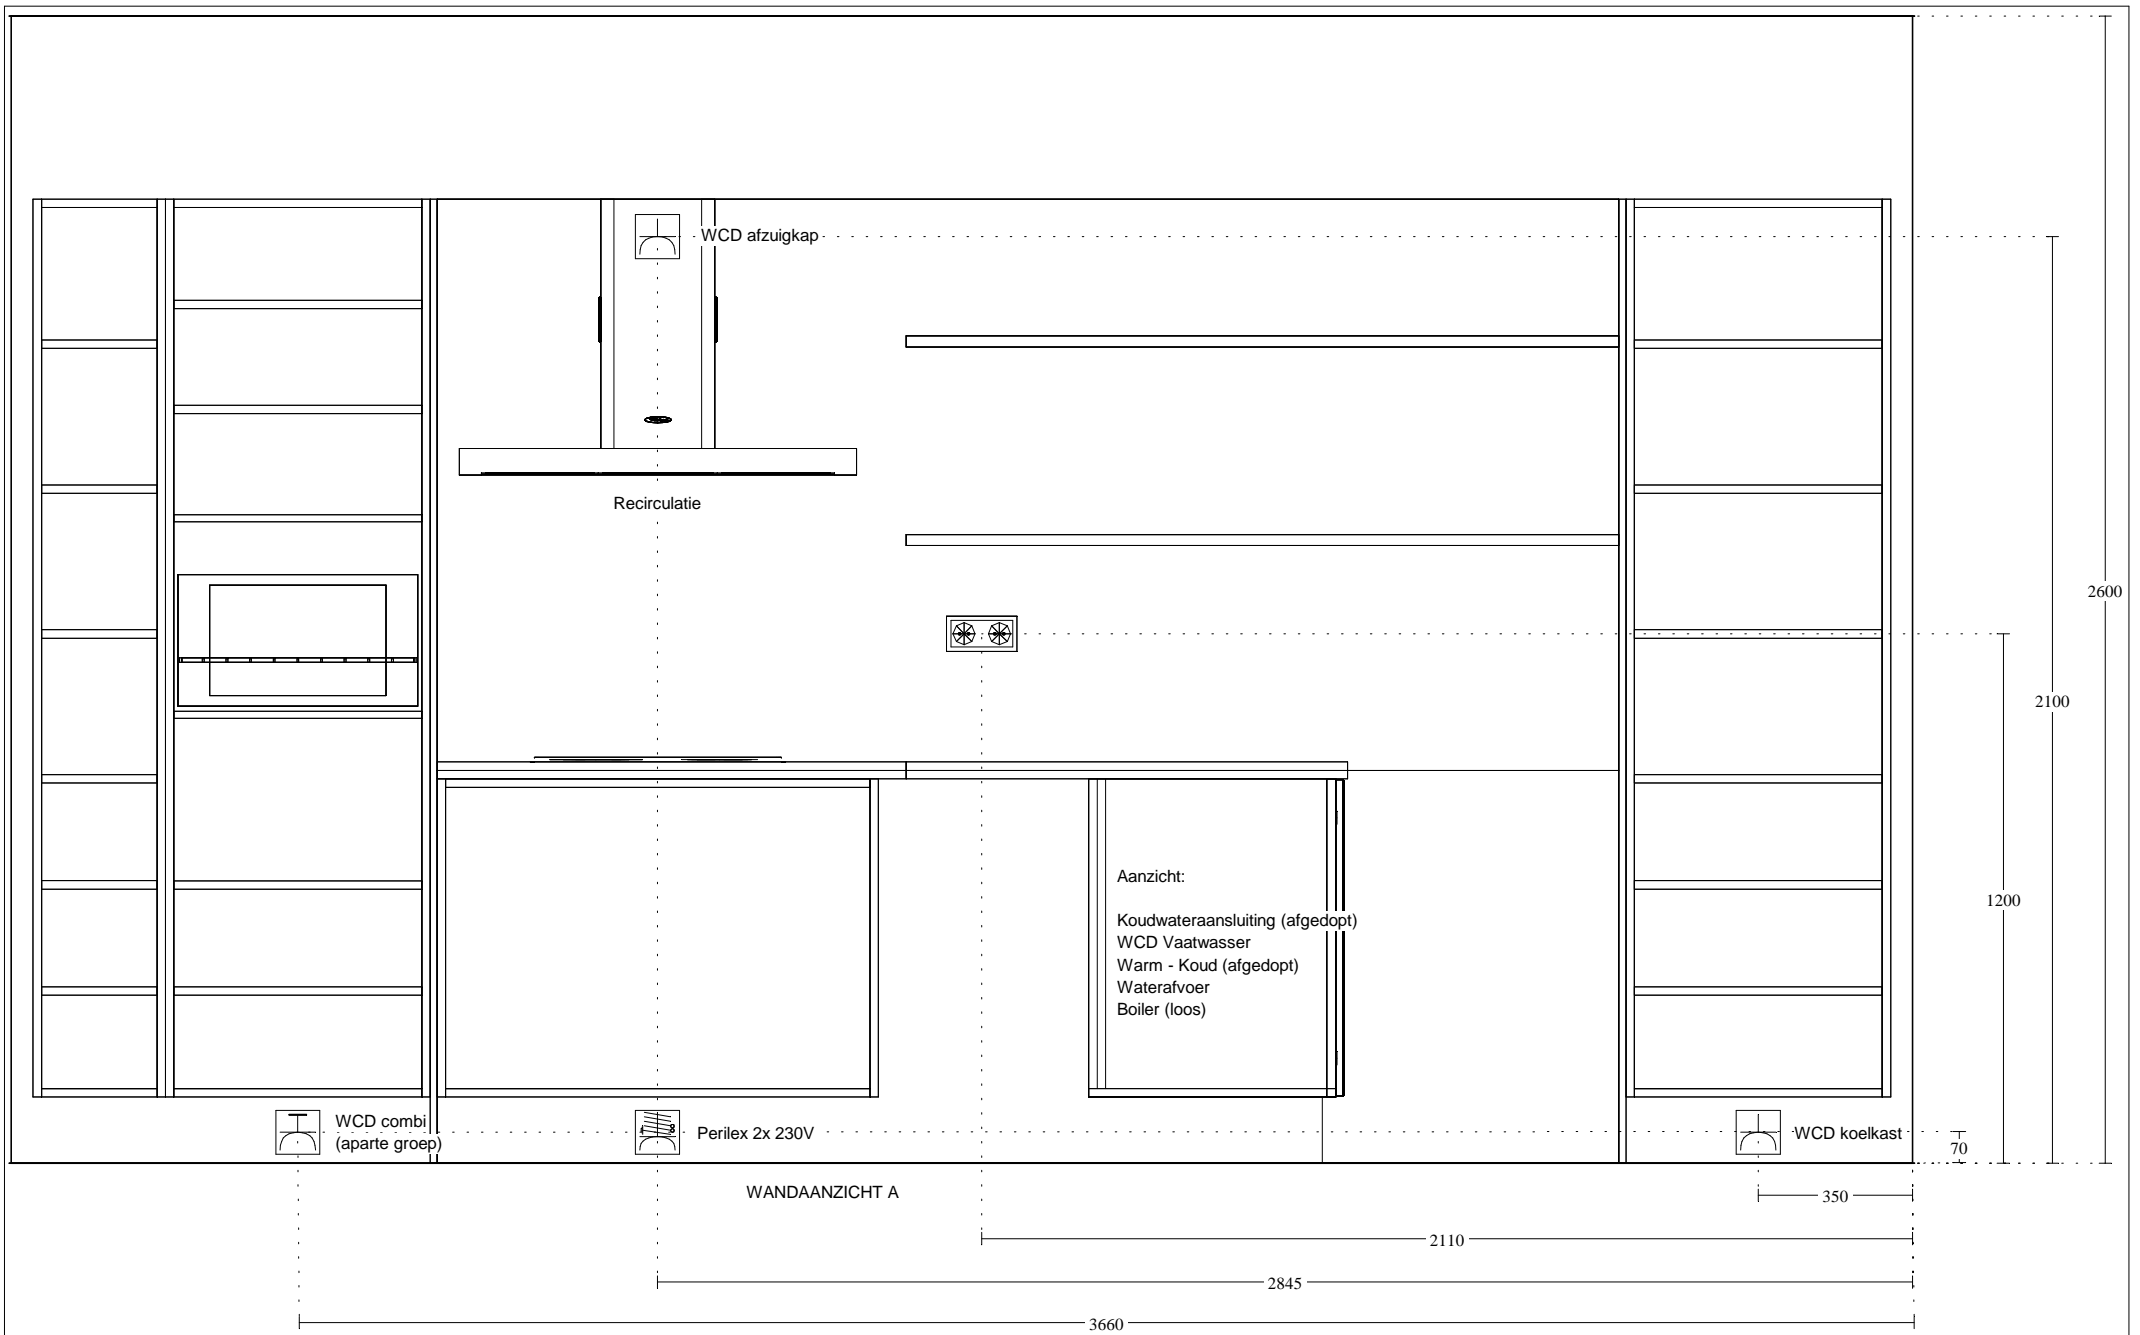 WCD afzuigkap
Recirculatie
2600
2100
Aanzicht:
Koudwateraansluiting (afgedopt)
WCD Vaatwasser
Warm - Koud (afgedopt)
Waterafvoer
Boiler (loos)
1200
WCD combi
(aparte groep)
Perilex 2x 230V
WCD koelkast
70
WANDAANZICHT A
350
2110
2845
3660